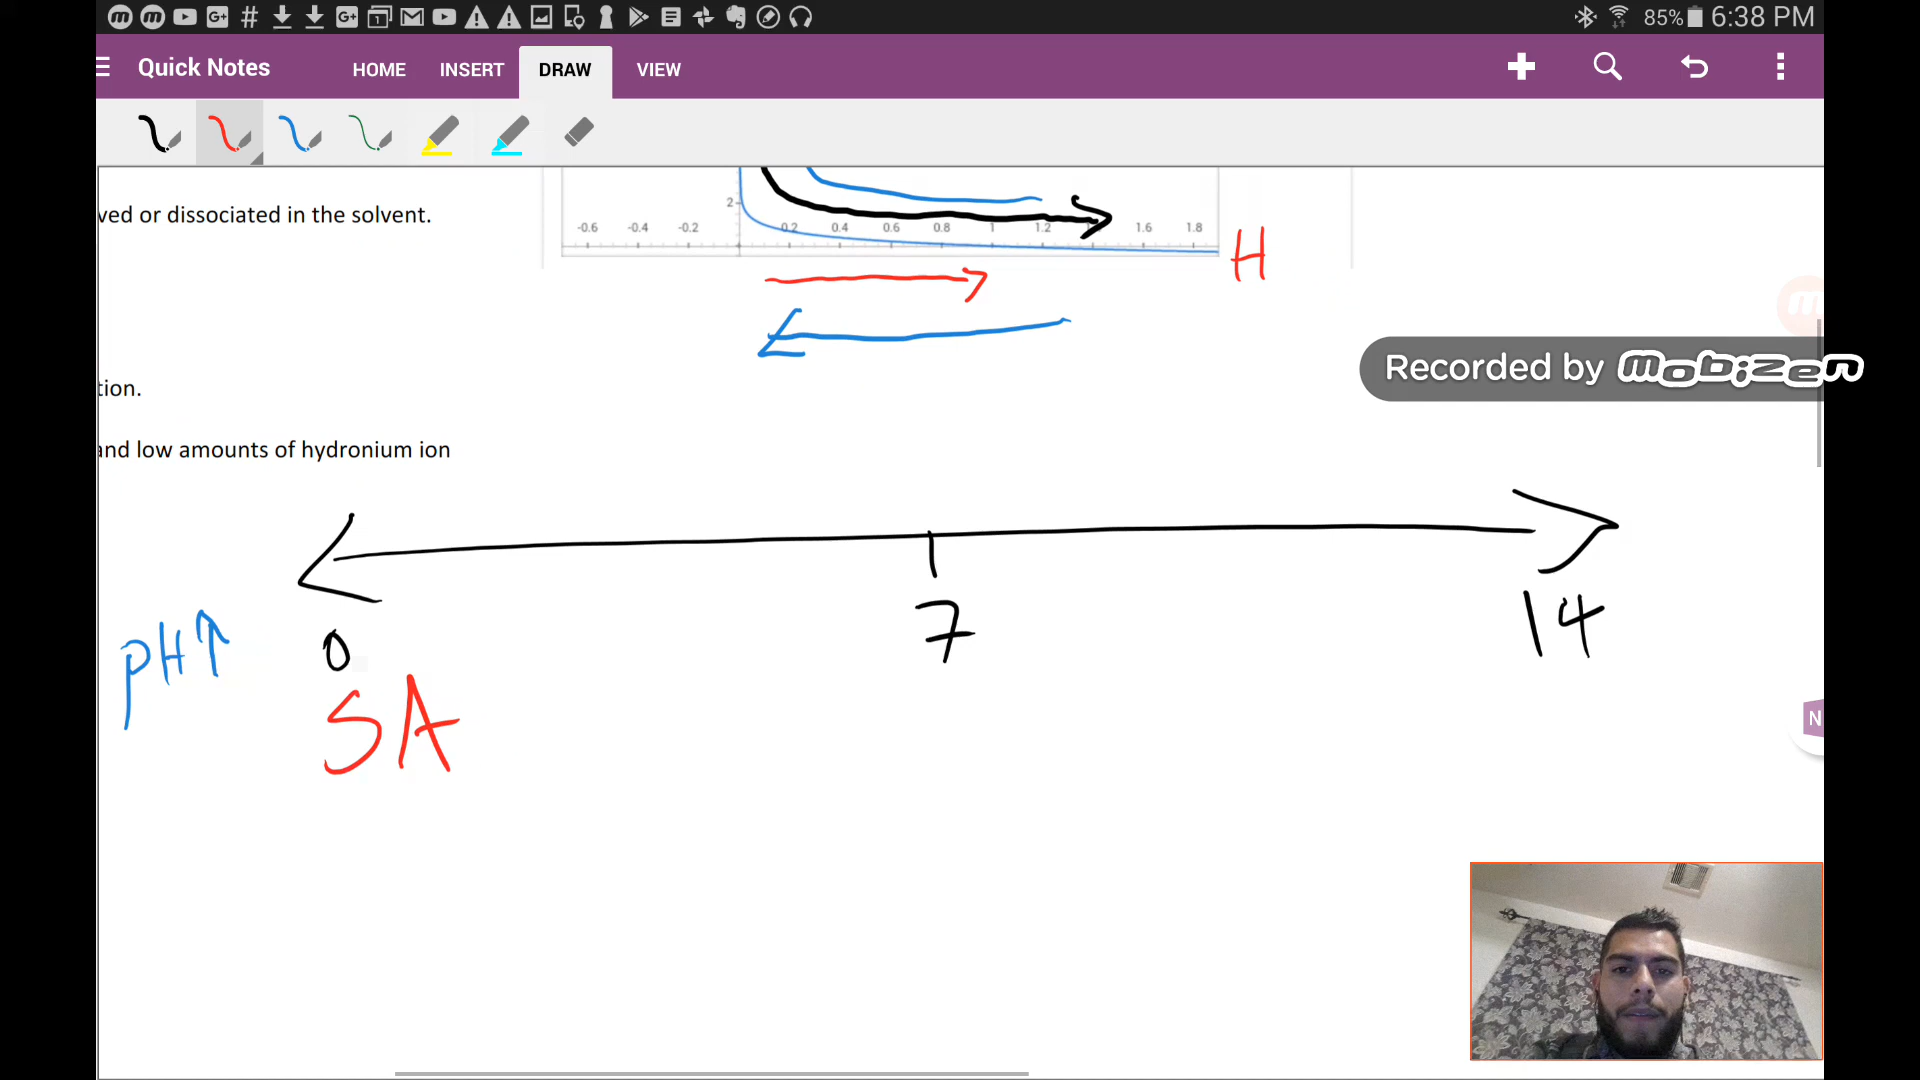 85% 6:38 PM
Quick Notes HOME INSERT DRAW VIEW
ved or dissociated in the solvent.
2
-0.6 -0.4 -0.2 0.2 0.4 0.6 0.8 1 1.2 1.6 1.8
H
Recorded by mobizen
tion.
and low amounts of hydronium ion
pH↑
0 7 14
SA
N